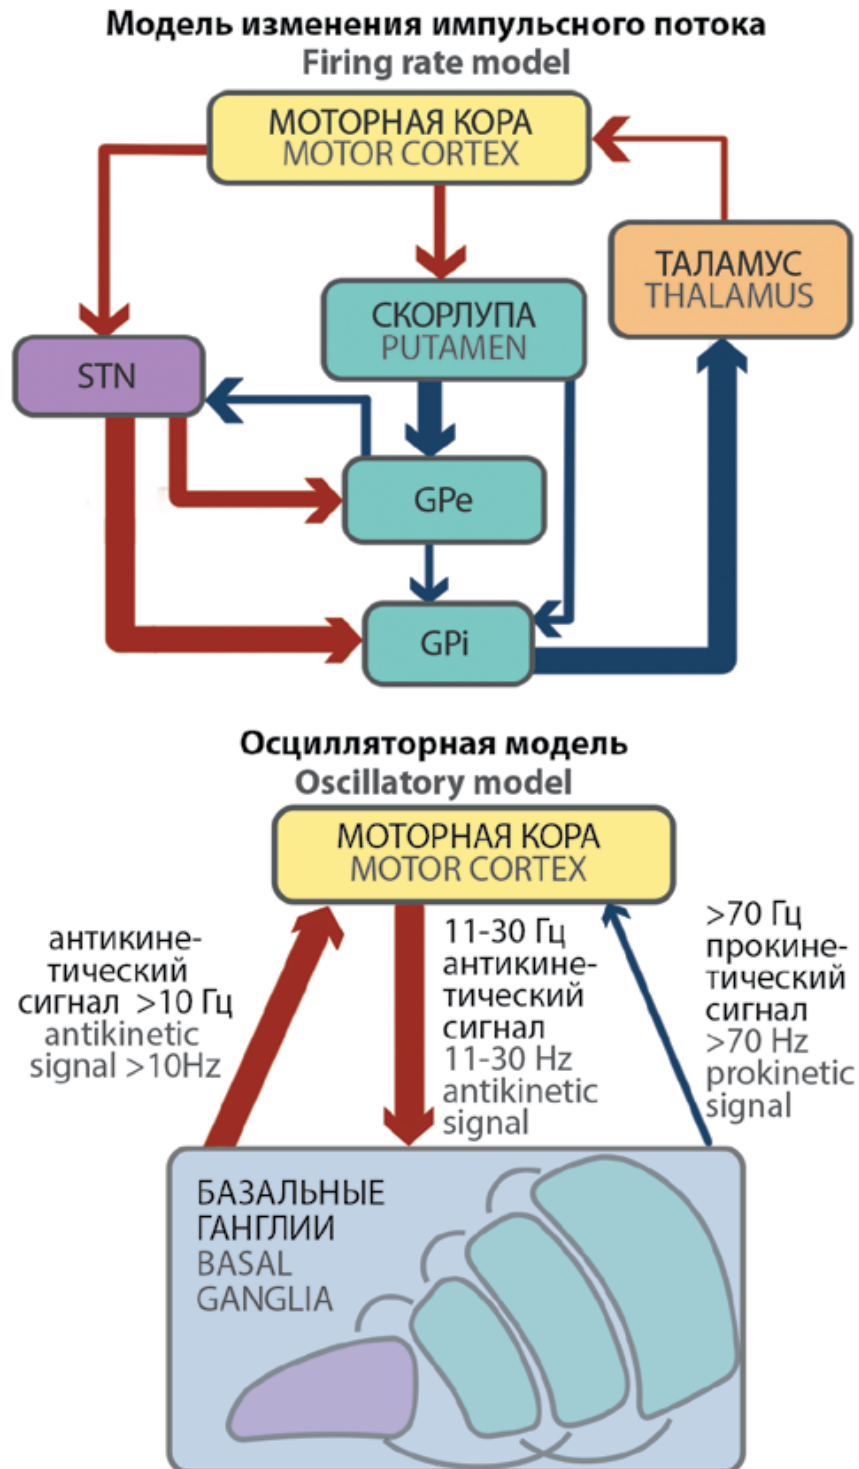 Модель изменения импульсного потока
Firing rate model
МОТОРНАЯ КОРА
MOTOR CORTEX
ТАЛАМУС
THALAMUS
СКОРЛУПА
PUTAMEN
STN
GPe
GPi
Осцилляторная модель
Oscillatory model
МОТОРНАЯ КОРА
MOTOR CORTEX
антикине-
тический
сигнал >10 Гц
antikinetic
signal >10Hz
11-30 Гц
антикине-
тический
сигнал
11-30 Hz
antikinetic
signal
>70 Гц
прокине-
тический
сигнал
>70 Hz
prokinetic
signal
БАЗАЛЬНЫЕ
ГАНГЛИИ
BASAL
GANGLIA